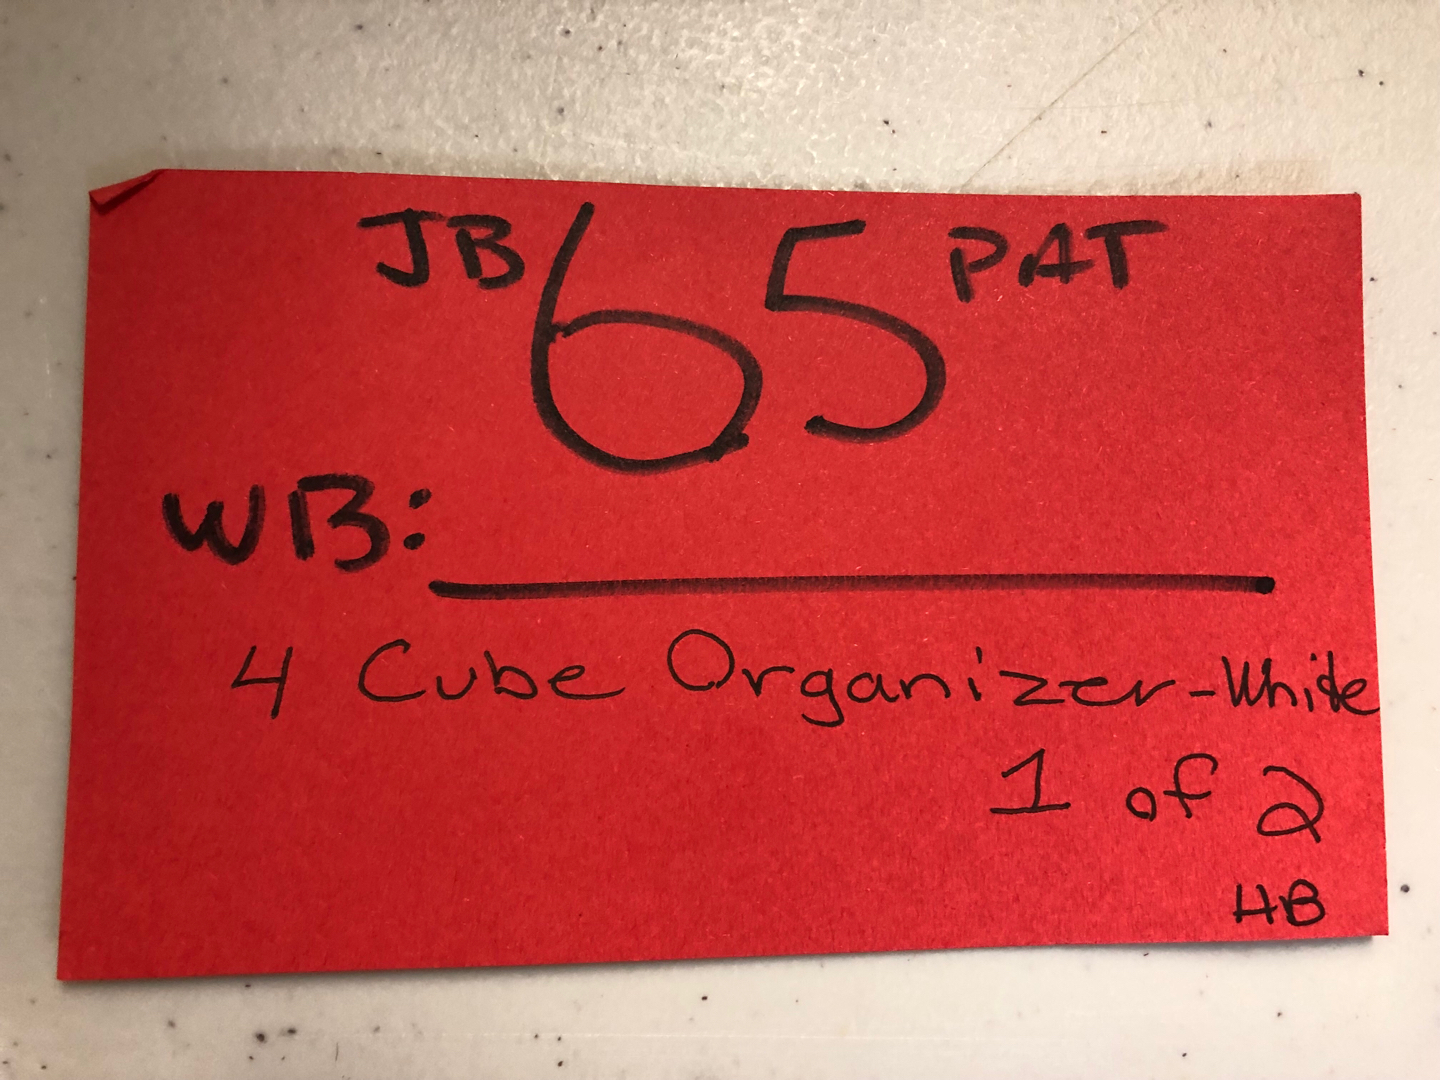 JB 65 PAT
WB:
4 Cube Organizer-White
1 of 2
HB